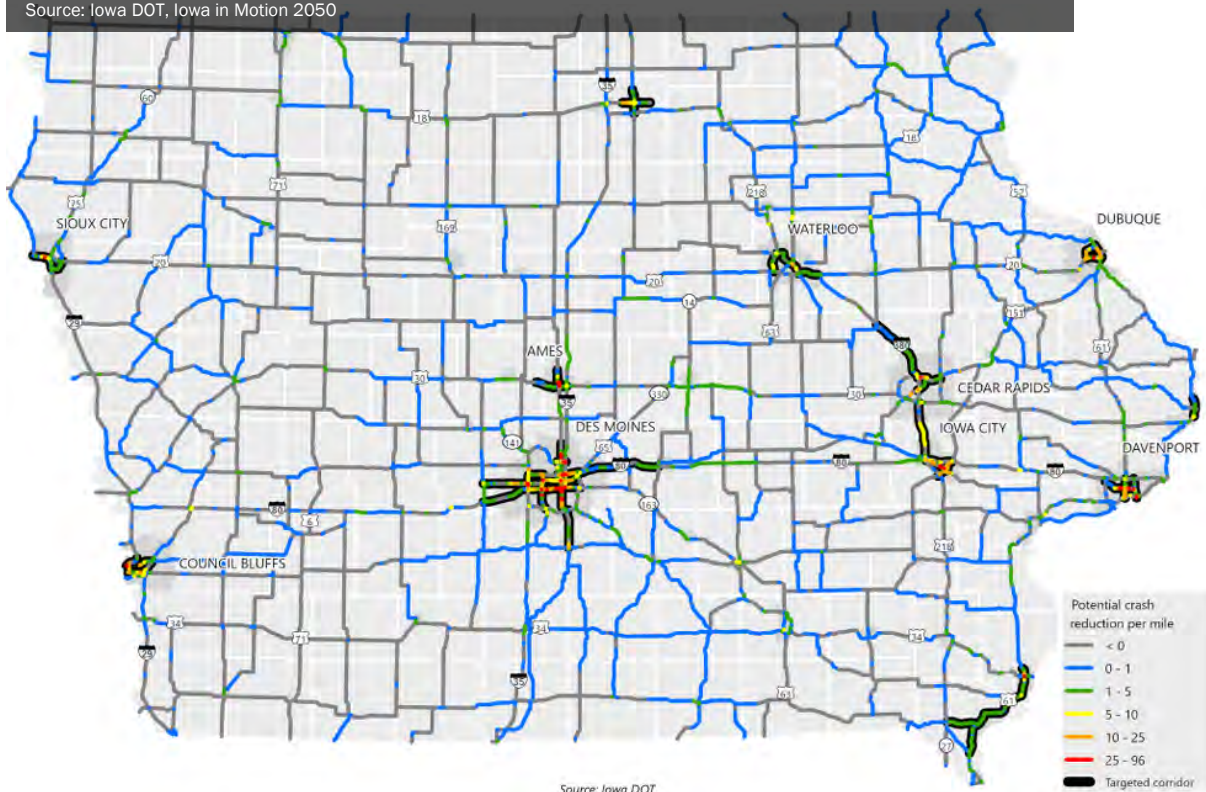 Source: Iowa DOT, Iowa in Motion 2050
35
60
18
18
71
218
52
75
SIOUX CITY
DUBUQUE
169
WATERLOO
20
20
20
14
29
151
63
380
61
AMES
30
30
330
CEDAR RAPIDS
35
DES MOINES
IOWA CITY
141
65
DAVENPORT
80
80
80
163
80
6
218
COUNCIL BLUFFS
34
34
34
71
29
35
63
61
27
Potential crash
reduction per mile
< 0
0 - 1
1 - 5
5 - 10
10 - 25
25 - 96
Targeted corridor
Source: Iowa DOT